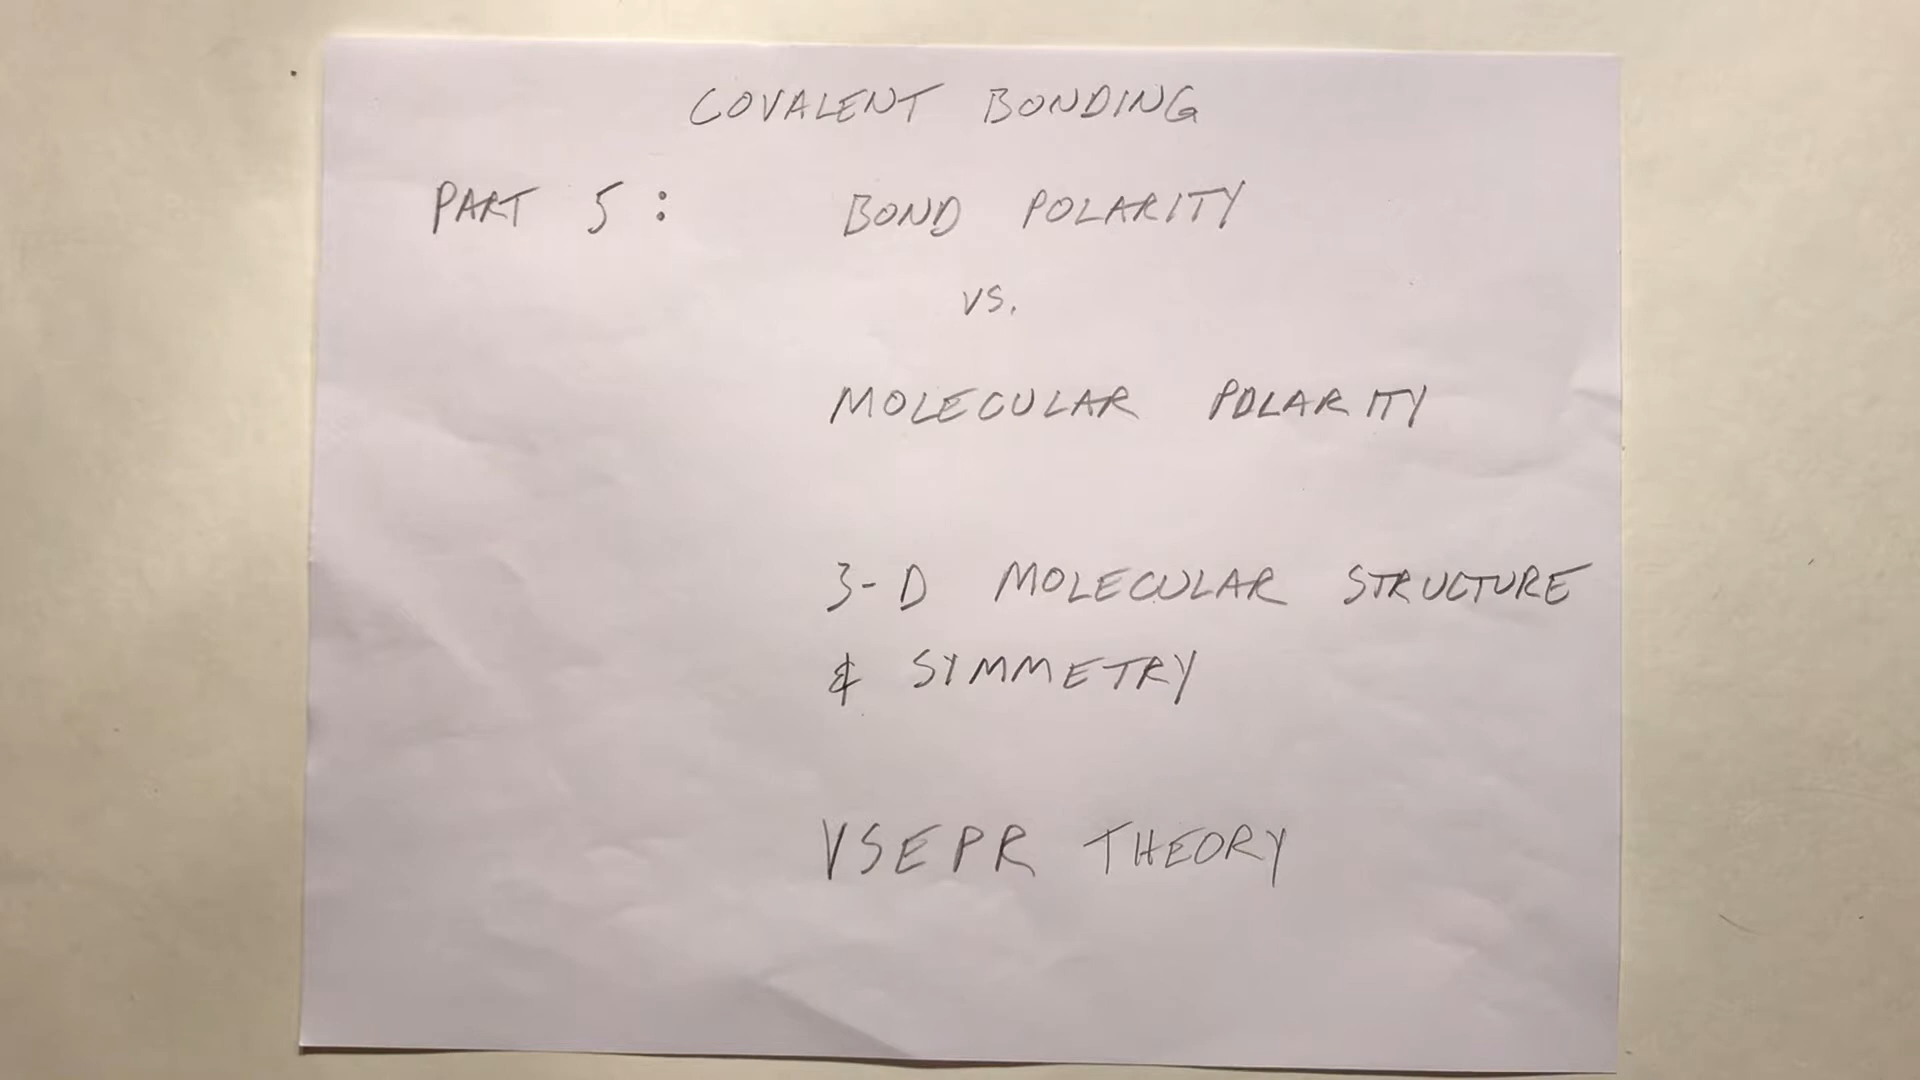 COVALENT BONDING
PART 5: BOND POLARITY
VS.
MOLECULAR POLARITY
3-D MOLECULAR STRUCTURE
& SYMMETRY
VSEPR THEORY